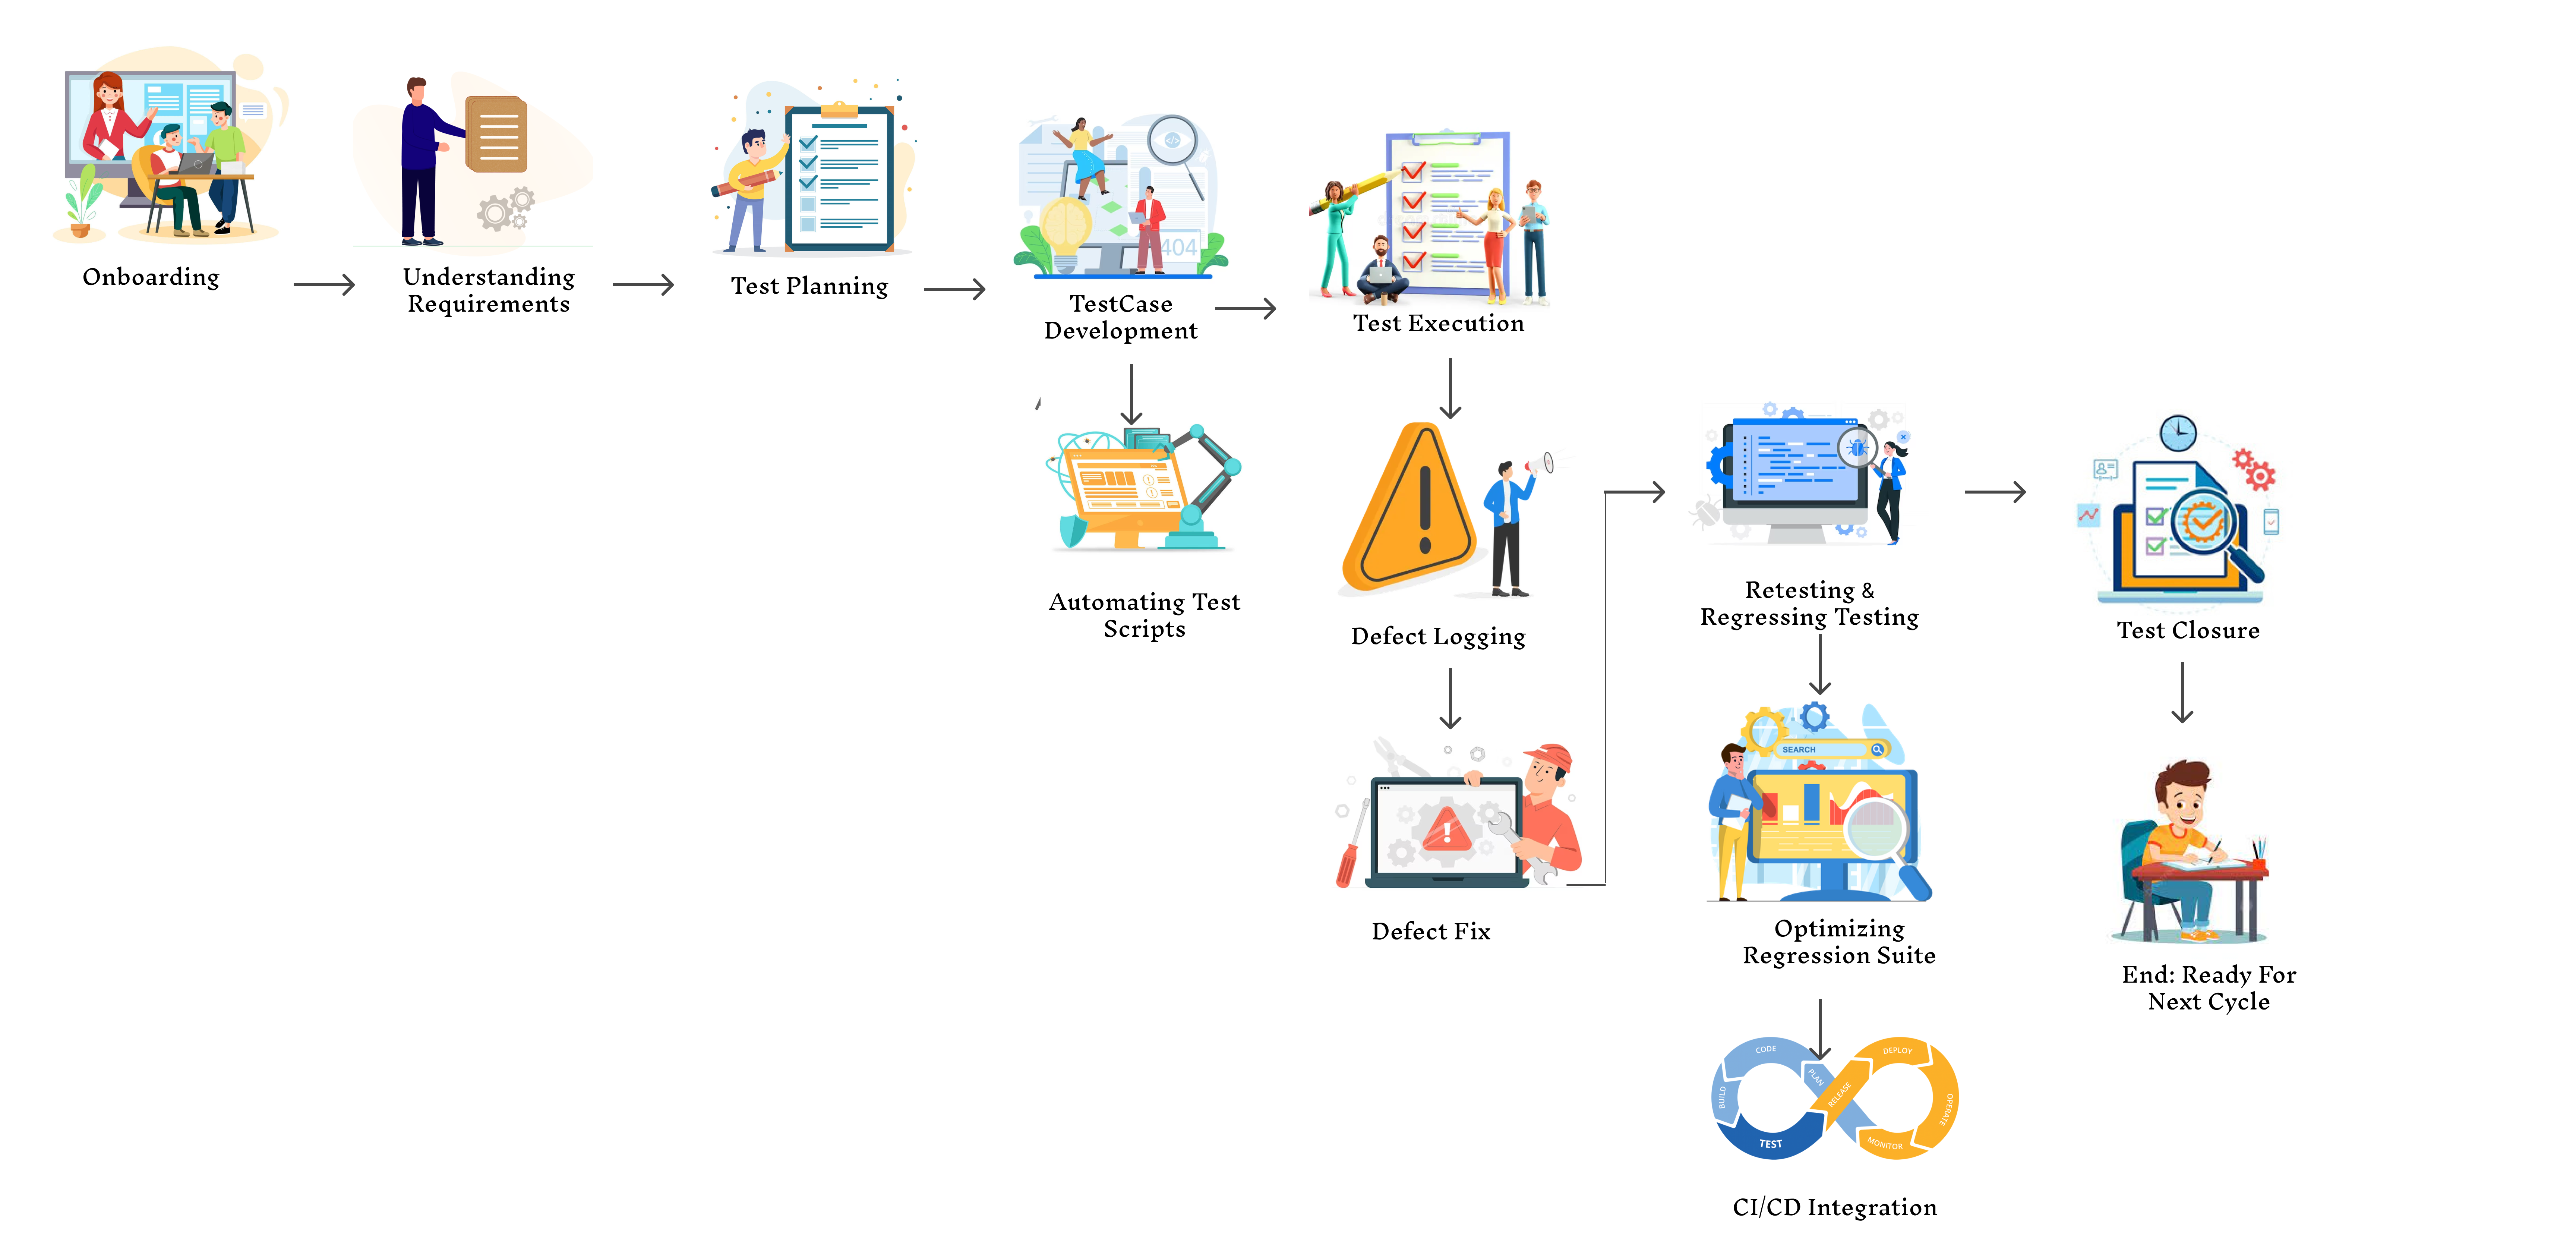 Onboarding
Understanding
Requirements
Test Planning
TestCase
Development
404
Test Execution
Automating Test
Scripts
Defect Logging
Defect Fix
Retesting &
Regressing Testing
SEARCH
Optimizing
Regression Suite
CODE
BUILD
TEST
PLAN
RELEASE
DEPLOY
OPERATE
MONITOR
CI/CD Integration
Test Closure
End: Ready For
Next Cycle